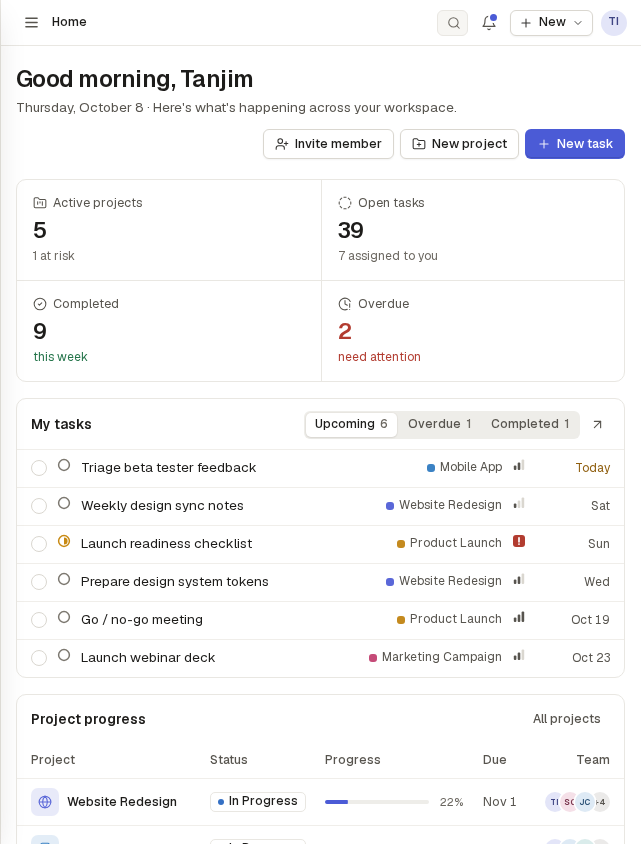 Home
New
TI
Good morning, Tanjim
Thursday, October 8 · Here's what's happening across your workspace.
Invite member
New project
New task
Active projects
5
1 at risk
Open tasks
39
7 assigned to you
Completed
9
this week
Overdue
2
need attention
My tasks
Upcoming 6
Overdue 1
Completed 1
Triage beta tester feedback Mobile App Today
Weekly design sync notes Website Redesign Sat
Launch readiness checklist Product Launch ! Sun
Prepare design system tokens Website Redesign Wed
Go / no-go meeting Product Launch Oct 19
Launch webinar deck Marketing Campaign Oct 23
Project progress
All projects
Project Status Progress Due Team
Website Redesign In Progress 22% Nov 1 TI JC +4